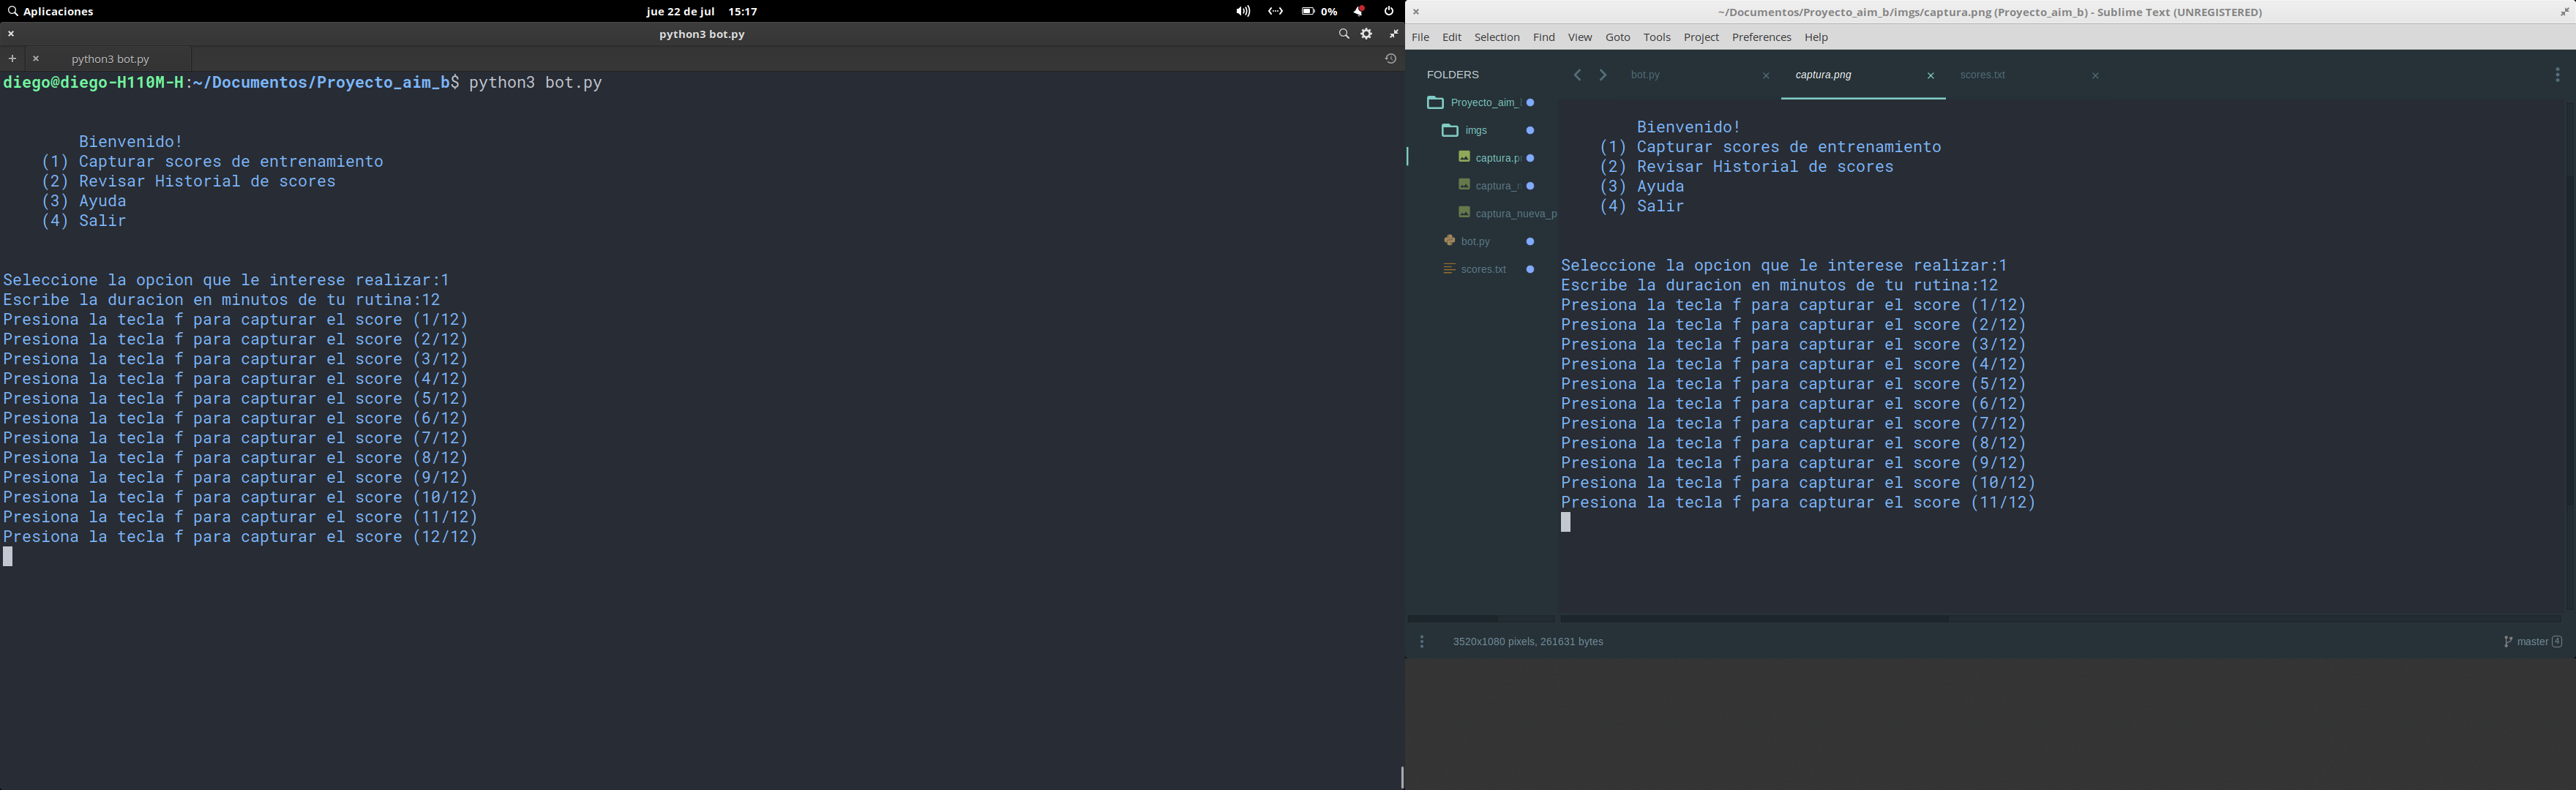 Aplicaciones
jue 22 de jul 15:17
0%
python3 bot.py
python3 bot.py
diego@diego-H110M-H:~/Documentos/Proyecto_aim_b$ python3 bot.py
Bienvenido!
(1) Capturar scores de entrenamiento
(2) Revisar Historial de scores
(3) Ayuda
(4) Salir
Seleccione la opcion que le interese realizar:1
Escribe la duracion en minutos de tu rutina:12
Presiona la tecla f para capturar el score (1/12)
Presiona la tecla f para capturar el score (2/12)
Presiona la tecla f para capturar el score (3/12)
Presiona la tecla f para capturar el score (4/12)
Presiona la tecla f para capturar el score (5/12)
Presiona la tecla f para capturar el score (6/12)
Presiona la tecla f para capturar el score (7/12)
Presiona la tecla f para capturar el score (8/12)
Presiona la tecla f para capturar el score (9/12)
Presiona la tecla f para capturar el score (10/12)
Presiona la tecla f para capturar el score (11/12)
Presiona la tecla f para capturar el score (12/12)
~/Documentos/Proyecto_aim_b/imgs/captura.png (Proyecto_aim_b) - Sublime Text (UNREGISTERED)
File Edit Selection Find View Goto Tools Project Preferences Help
FOLDERS
Proyecto_aim_
imgs
captura.p
captura_n
captura_nueva_p
bot.py
scores.txt
bot.py captura.png scores.txt
Bienvenido!
(1) Capturar scores de entrenamiento
(2) Revisar Historial de scores
(3) Ayuda
(4) Salir
Seleccione la opcion que le interese realizar:1
Escribe la duracion en minutos de tu rutina:12
Presiona la tecla f para capturar el score (1/12)
Presiona la tecla f para capturar el score (2/12)
Presiona la tecla f para capturar el score (3/12)
Presiona la tecla f para capturar el score (4/12)
Presiona la tecla f para capturar el score (5/12)
Presiona la tecla f para capturar el score (6/12)
Presiona la tecla f para capturar el score (7/12)
Presiona la tecla f para capturar el score (8/12)
Presiona la tecla f para capturar el score (9/12)
Presiona la tecla f para capturar el score (10/12)
Presiona la tecla f para capturar el score (11/12)
3520x1080 pixels, 261631 bytes
master 4